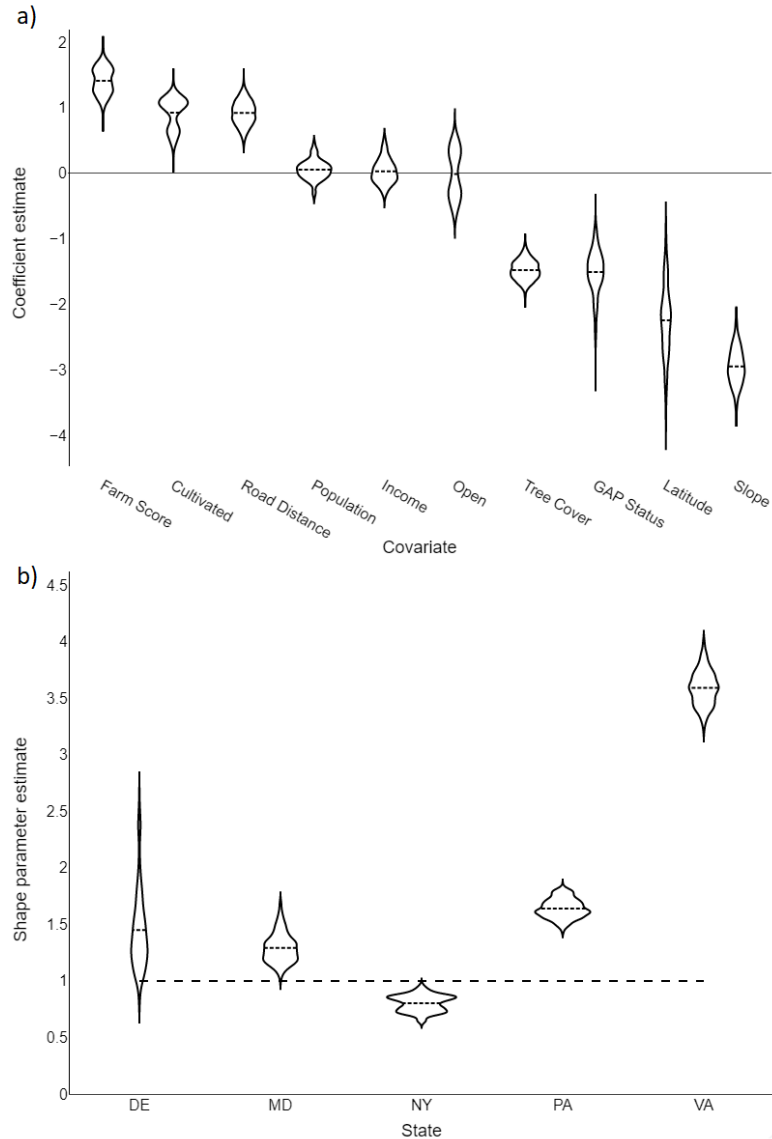 a)
2
1
0
−1
−2
−3
−4
Coefficient estimate
Farm Score
Cultivated
Road Distance
Population
Income
Open
Tree Cover
GAP Status
Latitude
Slope
Covariate
b)
4.5
4
3.5
3
2.5
2
1.5
1
0.5
0
Shape parameter estimate
DE MD NY PA VA
State